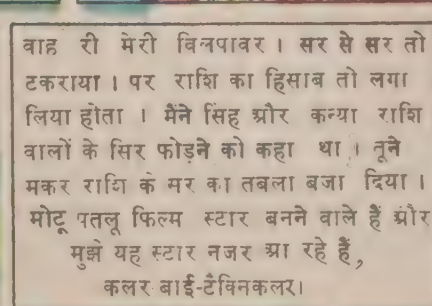 वाह री मेरी विलपावर । सर से सर तो
टकराया । पर राशि का हिसाब तो लगा
लिया होता । मैंने सिंह और कन्या राशि
वालों के सिर फोड़ने को कहा था । तूने
मकर राशि के सर का तबला बजा दिया ।
मोटू पतलू फिल्म स्टार बनने वाले हैं और
मुझे यह स्टार नजर आ रहे हैं,
कलर बाई-टैक्निकलर।